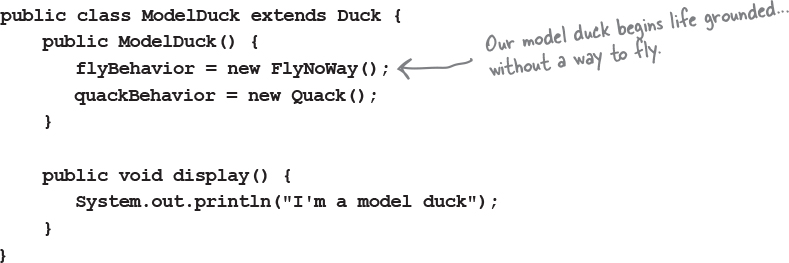 public class ModelDuck extends Duck {
public ModelDuck() {
flyBehavior = new FlyNoWay();
Our model duck begins life grounded...
without a way to fly.
quackBehavior = new Quack();
}
public void display() {
System.out.println("I'm a model duck");
}
}